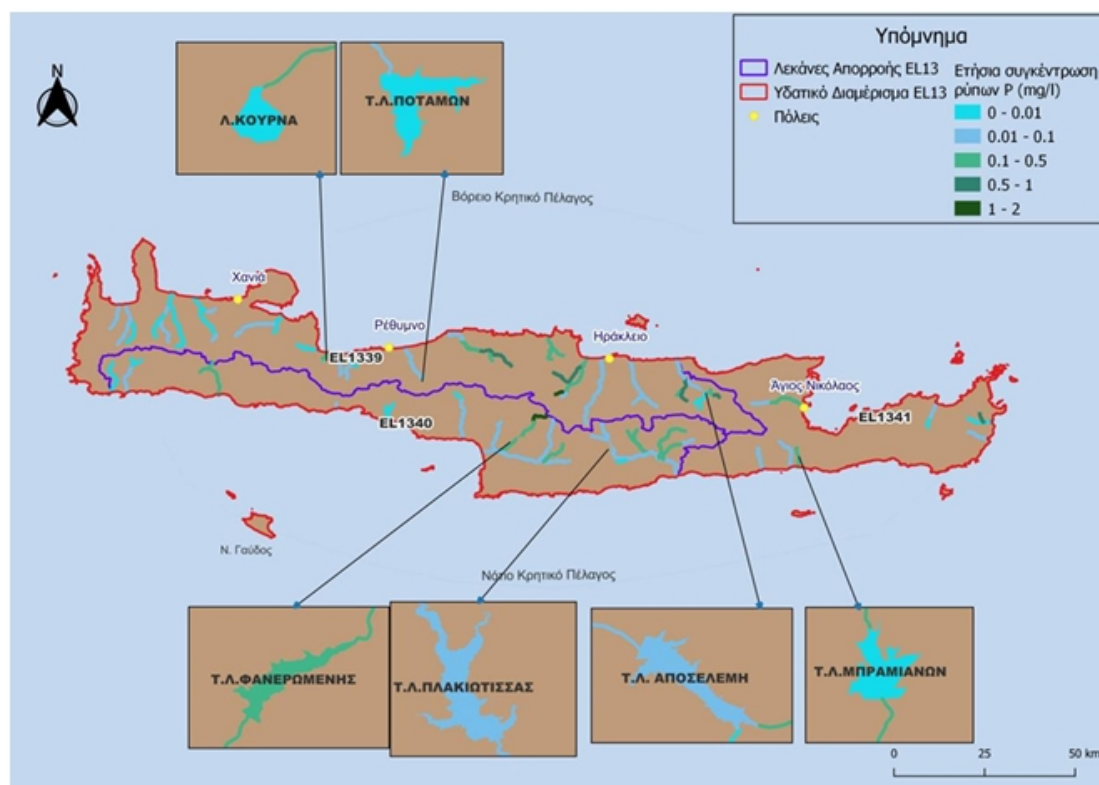 Υπόμνημα
Λεκάνες Απορροής EL13
Υδατικό Διαμέρισμα EL13
Πόλεις
Ετήσια συγκέντρωση
ρύπων P (mg/l)
0 - 0.01
0.01 - 0.1
0.1 - 0.5
0.5 - 1
1 - 2
N
Λ.ΚΟΥΡΝΑ
Τ.Λ.ΠΟΤΑΜΩΝ
Βόρειο Κρητικό Πέλαγος
Χανιά
Ρέθυμνο
Ηράκλειο
Άγιος Νικόλαος
EL1339
EL1340
EL1341
Ν. Γαύδος
Νότιο Κρητικό Πέλαγος
Τ.Λ.ΦΑΝΕΡΩΜΕΝΗΣ
Τ.Λ.ΠΛΑΚΙΩΤΙΣΣΑΣ
Τ.Λ. ΑΠΟΣΕΛΕΜΗ
Τ.Λ.ΜΠΡΑΜΙΑΝΩΝ
0 25 50 km